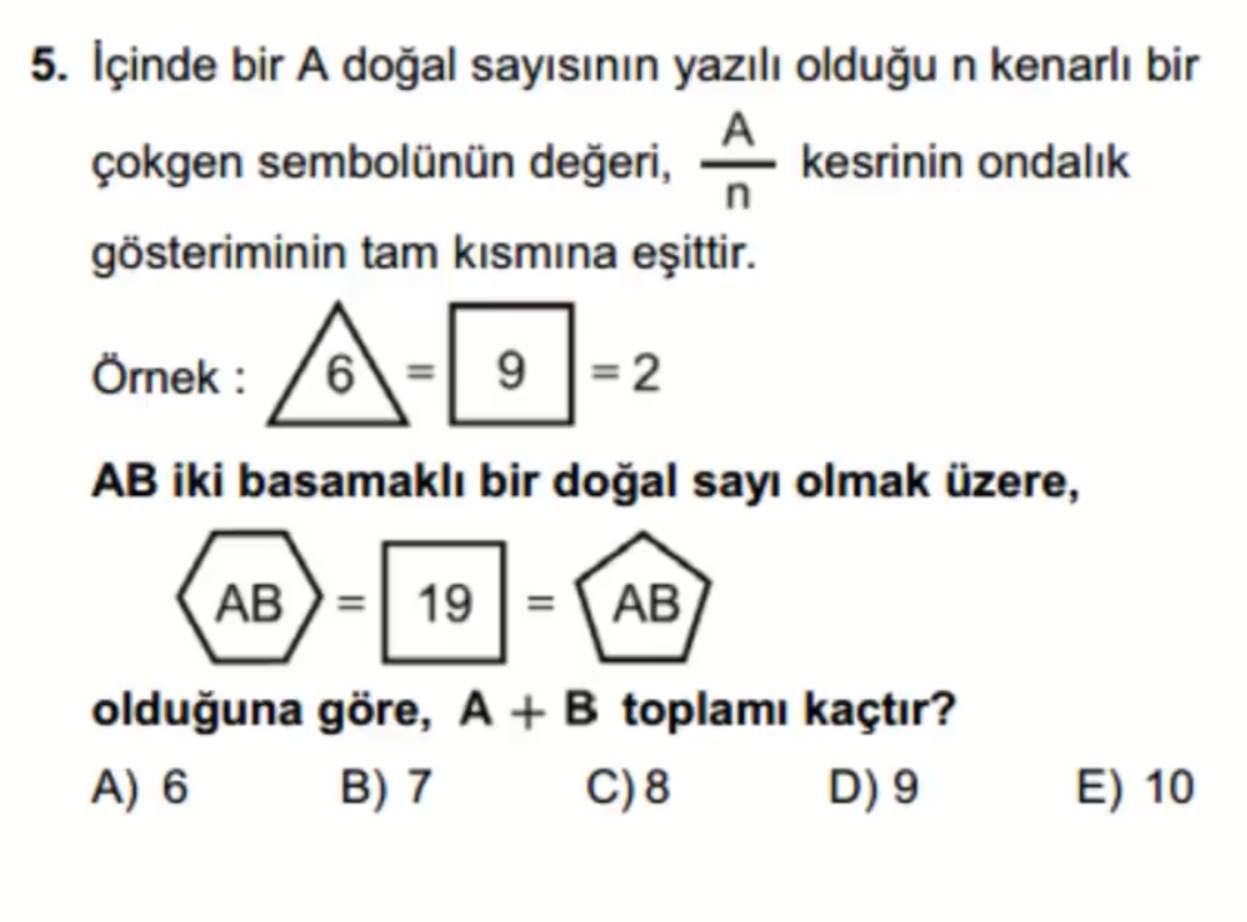 5. İçinde bir A doğal sayısının yazılı olduğu n kenarlı bir
çokgen sembolünün değeri, A/n kesrinin ondalık
gösteriminin tam kısmına eşittir.
Örnek : 6 = 9 = 2
AB iki basamaklı bir doğal sayı olmak üzere,
AB = 19 = AB
olduğuna göre, A + B toplamı kaçtır?
A) 6 B) 7 C) 8 D) 9 E) 10